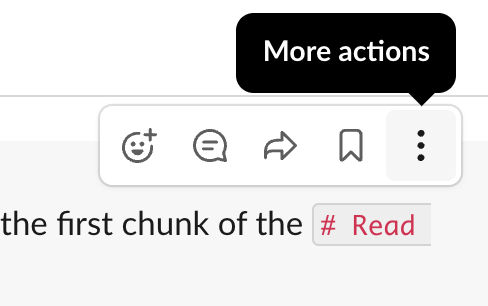 More actions
the first chunk of the # Read